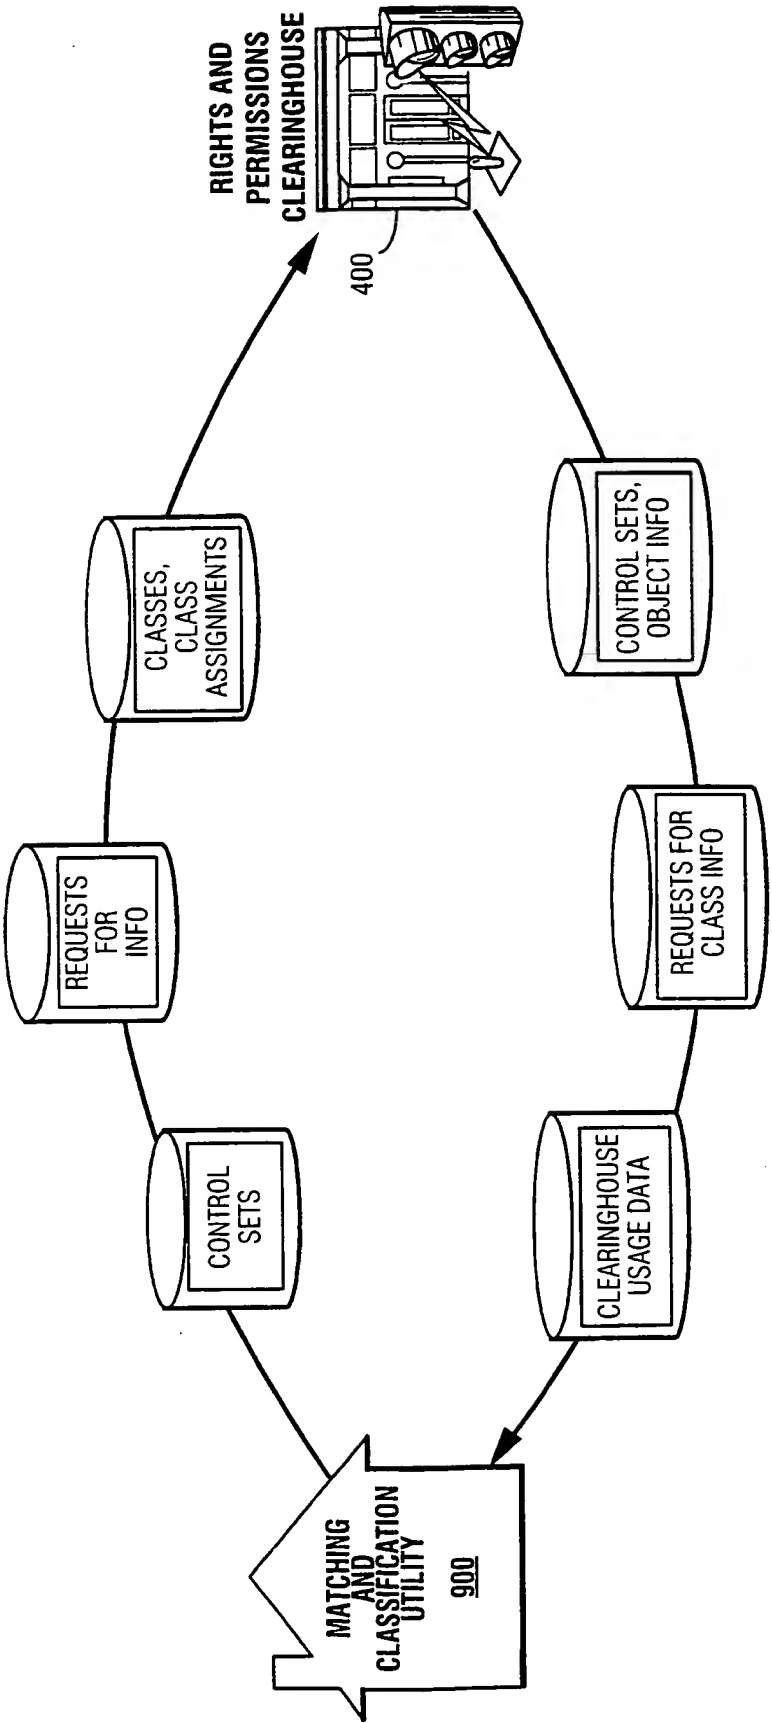 RIGHTS AND
PERMISSIONS
CLEARINGHOUSE
400
CLASSES,
CLASS
ASSIGNMENTS
REQUESTS
FOR
INFO
CONTROL
SETS
MATCHING
AND
CLASSIFICATION
UTILITY
900
CLEARINGHOUSE
USAGE DATA
REQUESTS FOR
CLASS INFO
CONTROL SETS,
OBJECT INFO